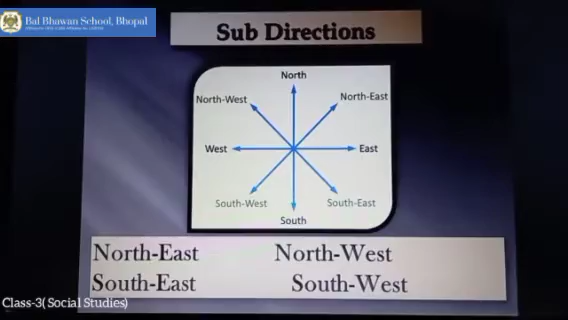 Bal Bhawan School, Bhopal
Sub Directions
North
North-West
North-East
West
East
South-West
South-East
South
North-East North-West
South-East South-West
Class-3(Social Studies)